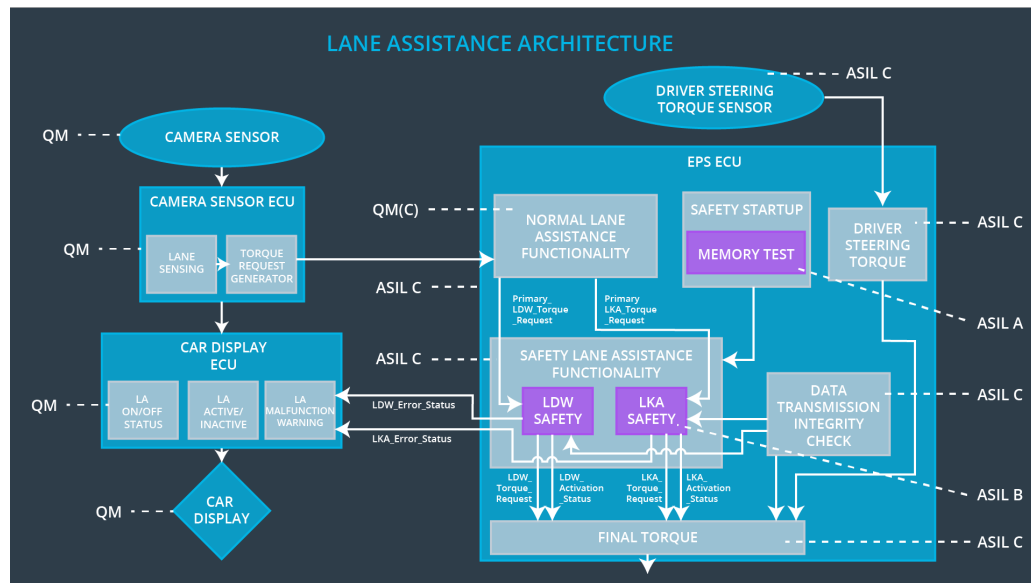 LANE ASSISTANCE ARCHITECTURE
ASIL C
DRIVER STEERING
TORQUE SENSOR
QM
CAMERA SENSOR
EPS ECU
CAMERA SENSOR ECU
QM(C)
NORMAL LANE
ASSISTANCE
FUNCTIONALITY
SAFETY STARTUP
MEMORY TEST
DRIVER
STEERING
TORQUE
ASIL C
QM
LANE
SENSING
TORQUE
REQUEST
GENERATOR
ASIL C
Primary_
LDW_Torque
_Request
Primary
LKA_Torque
_Request
ASIL A
CAR DISPLAY
ECU
ASIL C
SAFETY LANE ASSISTANCE
FUNCTIONALITY
QM
LA
ON/OFF
STATUS
LA
ACTIVE/
INACTIVE
LA
MALFUNCTION
WARNING
LDW_Error_Status
LKA_Error_Status
LDW
SAFETY
LKA
SAFETY
DATA
TRANSMISSION
INTEGRITY
CHECK
ASIL C
LDW_
Torque_
Request
LDW_
Activation
_Status
LKA_
Torque_
Request
LKA_
Activation
_Status
ASIL B
QM
CAR
DISPLAY
FINAL TORQUE
ASIL C